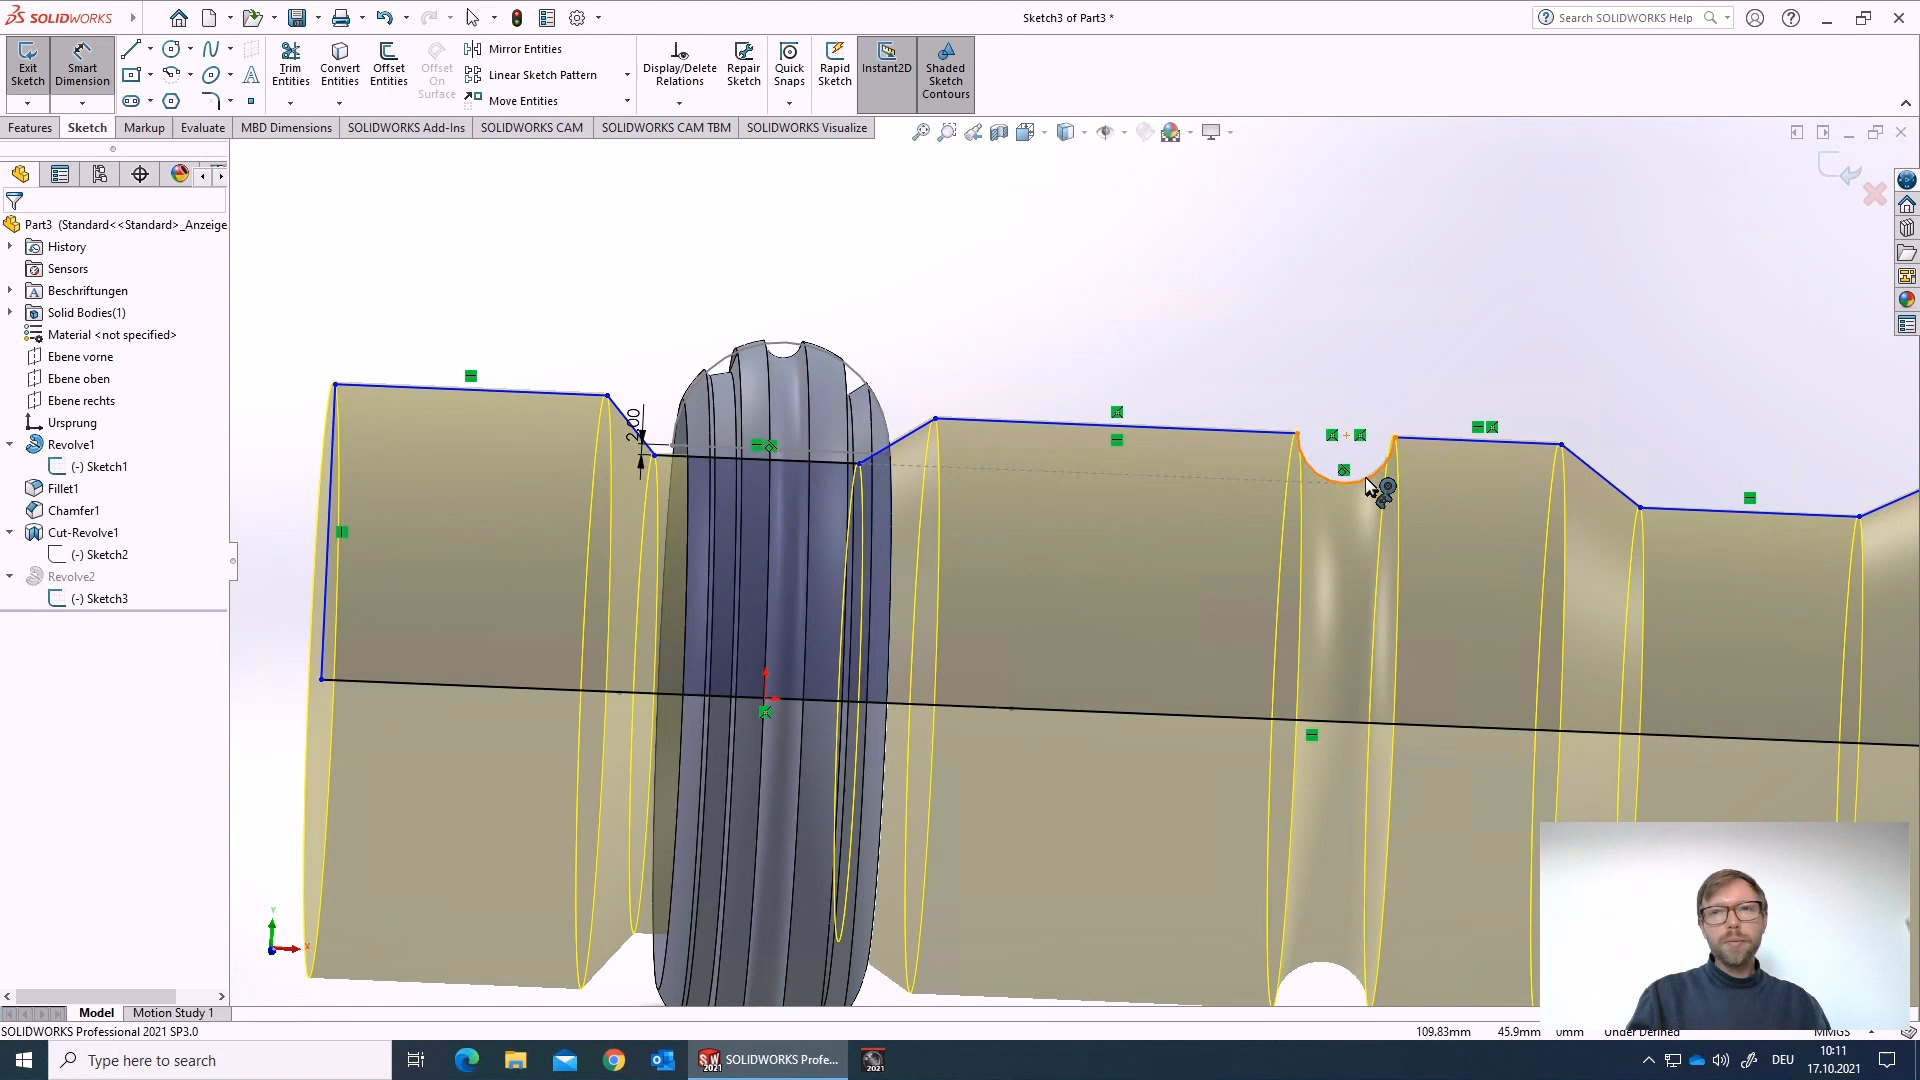 SOLIDWORKS
Sketch3 of Part3 *
Search SOLIDWORKS Help
Exit Sketch
Smart Dimension
Trim Entities
Convert Entities
Offset Entities
Offset On Surface
Mirror Entities
Linear Sketch Pattern
Move Entities
Display/Delete Relations
Repair Sketch
Quick Snaps
Rapid Sketch
Instant2D
Shaded Sketch Contours
Features
Sketch
Markup
Evaluate
MBD Dimensions
SOLIDWORKS Add-Ins
SOLIDWORKS CAM
SOLIDWORKS CAM TBM
SOLIDWORKS Visualize
Part3 (Standard<<Standard>_Anzeige
History
Sensors
Beschriftungen
Solid Bodies(1)
Material <not specified>
Ebene vorne
Ebene oben
Ebene rechts
Ursprung
Revolve1
(-) Sketch1
Fillet1
Chamfer1
Cut-Revolve1
(-) Sketch2
Revolve2
(-) Sketch3
2.00
Y
X
Model
Motion Study 1
SOLIDWORKS Professional 2021 SP3.0
109.83mm
45.9mm
0mm
Under Defined
MMGS
Type here to search
SOLIDWORKS Profe...
2021
DEU
10:11
17.10.2021